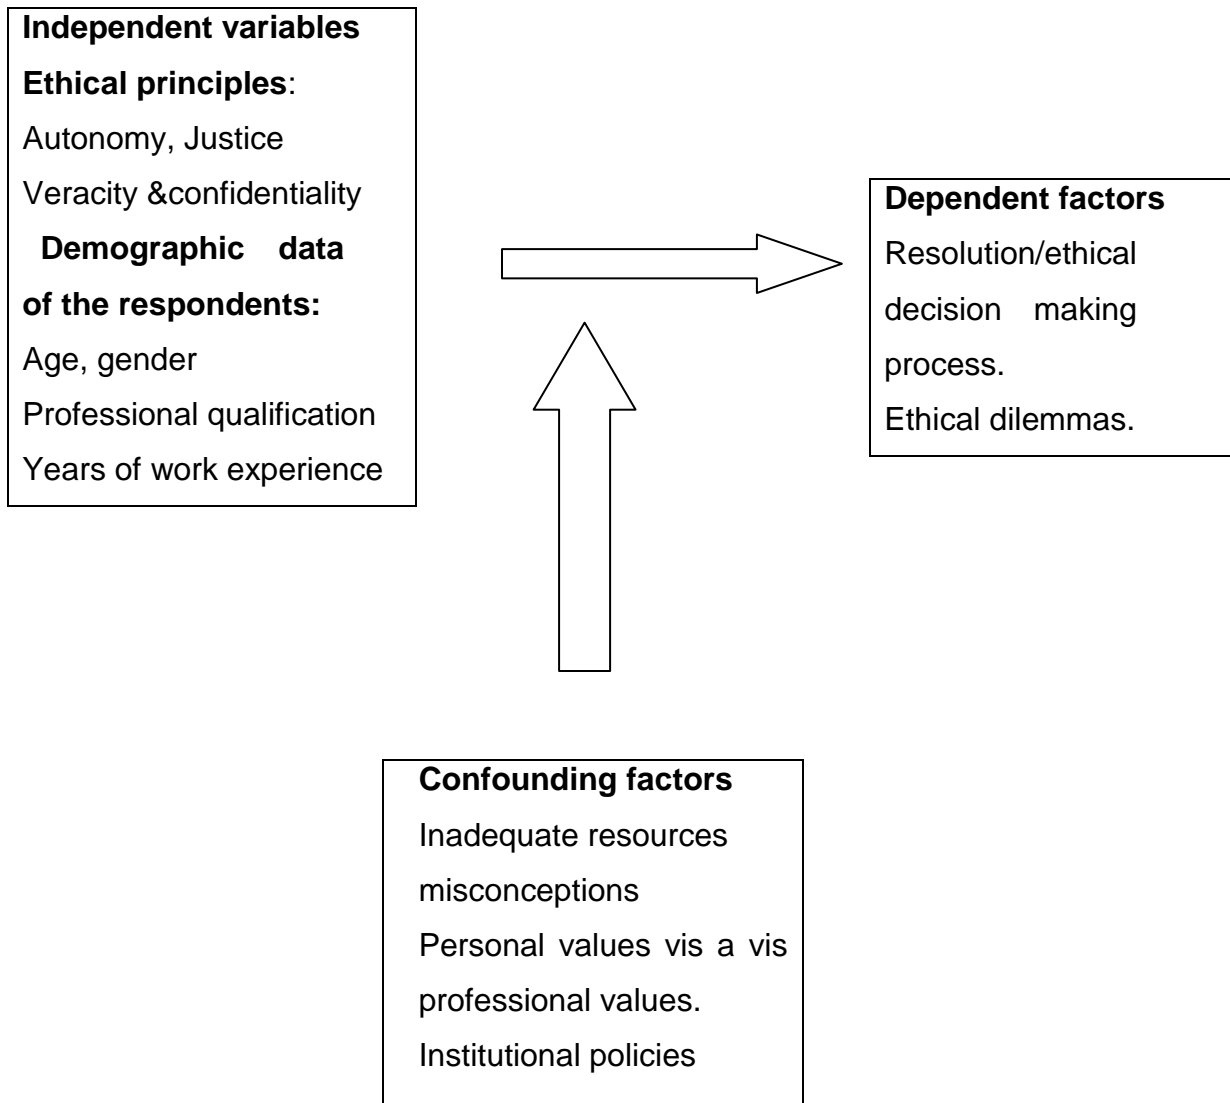 Independent variables
Ethical principles:
Autonomy, Justice
Veracity &confidentiality
Demographic data
of the respondents:
Age, gender
Professional qualification
Years of work experience
Dependent factors
Resolution/ethical
decision making
process.
Ethical dilemmas.
Confounding factors
Inadequate resources
misconceptions
Personal values vis a vis
professional values.
Institutional policies